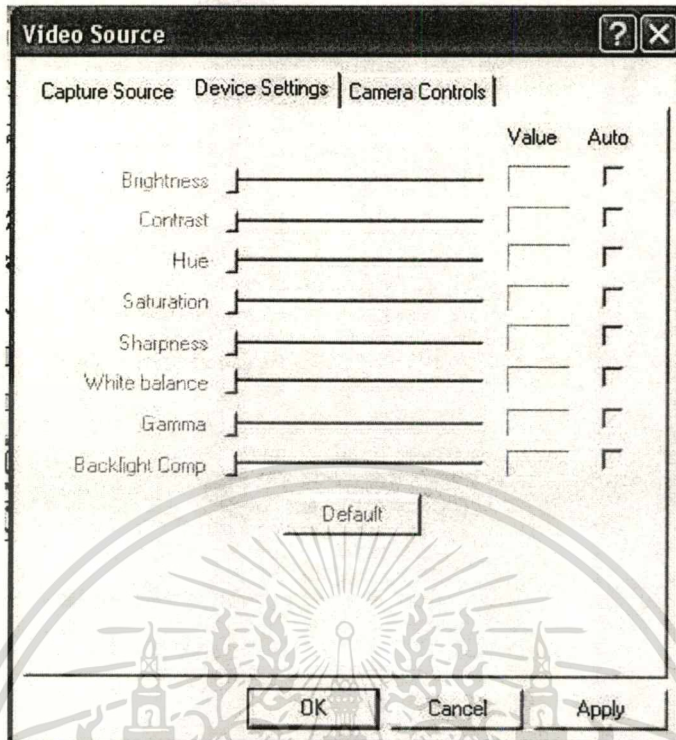 Video Source
Capture Source Device Settings Camera Controls
Value Auto
Brightness
Contrast
Hue
Saturation
Sharpness
White balance
Gamma
Backlight Comp
Default
OK Cancel Apply